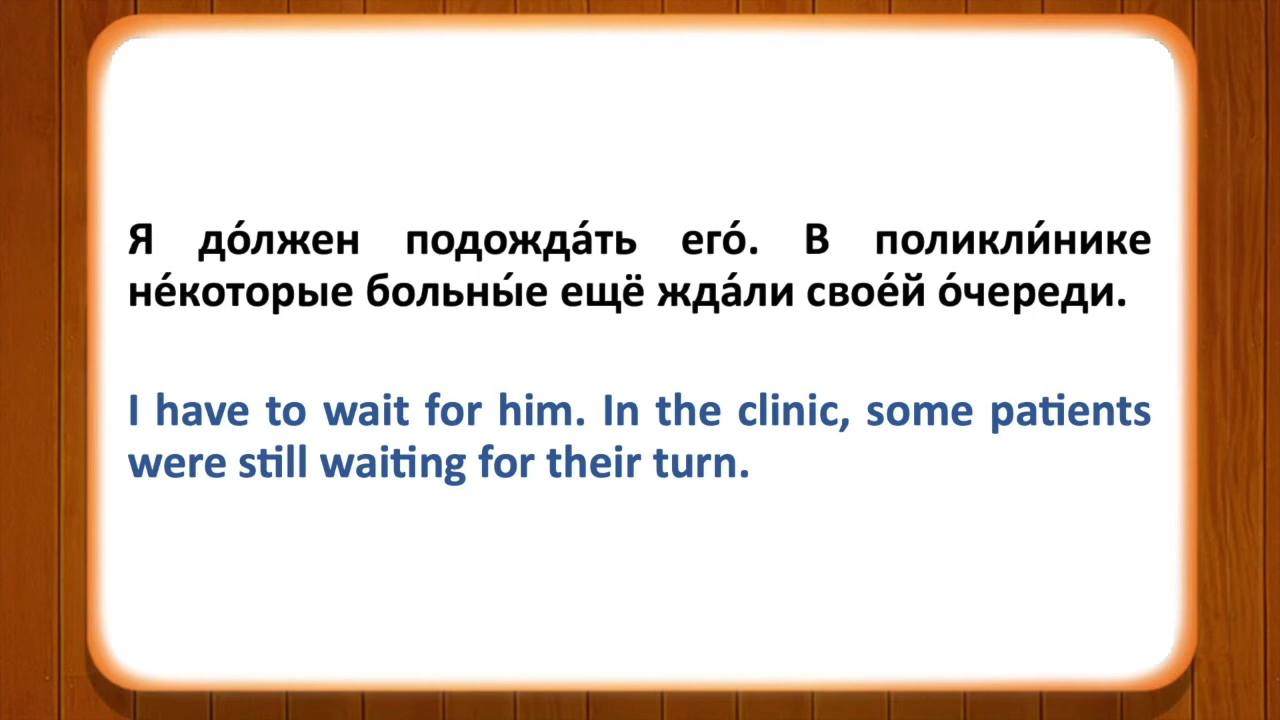 Я до́лжен подожда́ть его́. В поликли́нике
не́которые больны́е ещё жда́ли свое́й о́череди.
I have to wait for him. In the clinic, some patients
were still waiting for their turn.